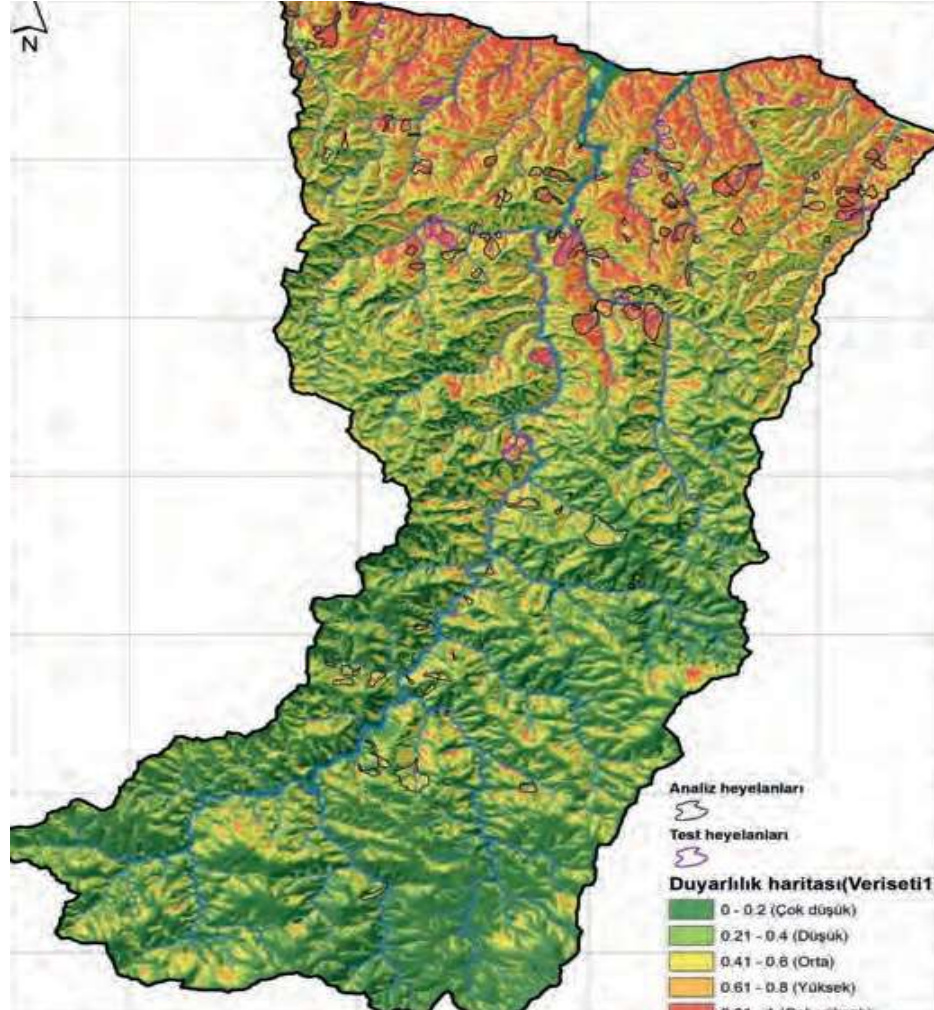 N
Analiz heyelanları
Test heyelanları
Duyarlılık haritası(Veriseti1
0 - 0.2 (Çok düşük)
0.21 - 0.4 (Düşük)
0.41 - 0.6 (Orta)
0.61 - 0.8 (Yüksek)